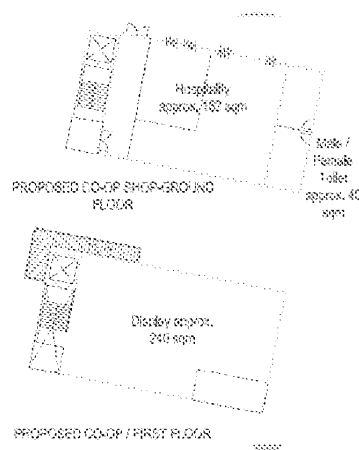 Hospitality
approx. 162 sqm
Male /
Female
Toilet
approx. 40
sqm
PROPOSED CO-OP SHOP-GROUND
FLOOR
Display approx.
240 sqm
PROPOSED CO-OP / FIRST FLOOR